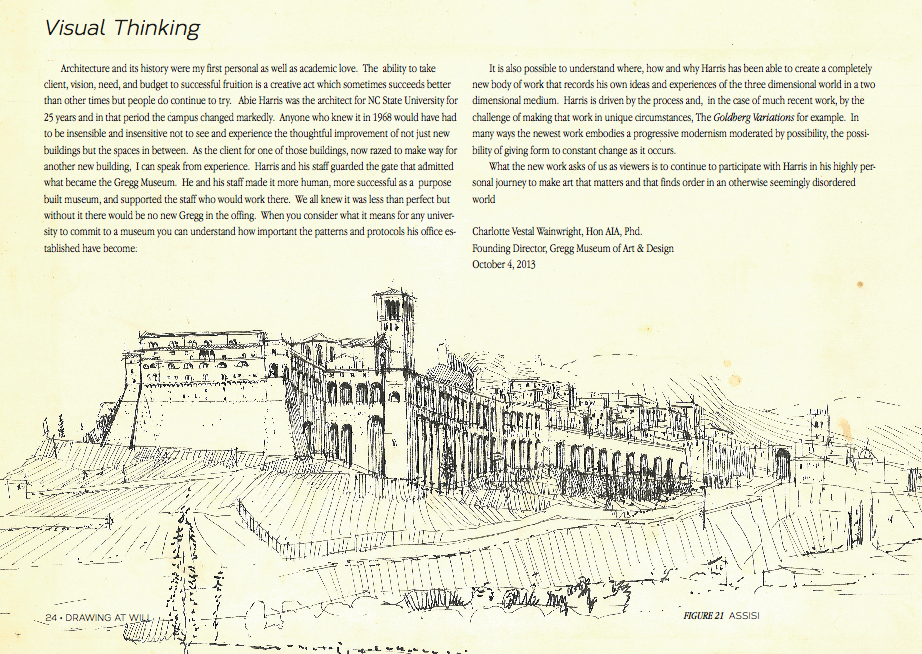 Visual Thinking
Architecture and its history were my first personal as well as academic love. The ability to take
client, vision, need, and budget to successful fruition is a creative act which sometimes succeeds better
than other times but people do continue to try. Abie Harris was the architect for NC State University for
25 years and in that period the campus changed markedly. Anyone who knew it in 1968 would have had
to be insensible and insensitive not to see and experience the thoughtful improvement of not just new
buildings but the spaces in between. As the client for one of those buildings, now razed to make way for
another new building, I can speak from experience. Harris and his staff guarded the gate that admitted
what became the Gregg Museum. He and his staff made it more human, more successful as a purpose
built museum, and supported the staff who would work there. We all knew it was less than perfect but
without it there would be no new Gregg in the offing. When you consider what it means for any univer-
sity to commit to a museum you can understand how important the patterns and protocols his office es-
tablished have become:
It is also possible to understand where, how and why Harris has been able to create a completely
new body of work that records his own ideas and experiences of the three dimensional world in a two
dimensional medium. Harris is driven by the process and, in the case of much recent work, by the
challenge of making that work in unique circumstances, The Goldberg Variations for example. In
many ways the newest work embodies a progressive modernism moderated by possibility, the possi-
bility of giving form to constant change as it occurs.
What the new work asks of us as viewers is to continue to participate with Harris in his highly per-
sonal journey to make art that matters and that finds order in an otherwise seemingly disordered
world
Charlotte Vestal Wainwright, Hon AIA, Phd.
Founding Director, Gregg Museum of Art & Design
October 4, 2013
24 • DRAWING AT WILL
FIGURE 21 ASSISI